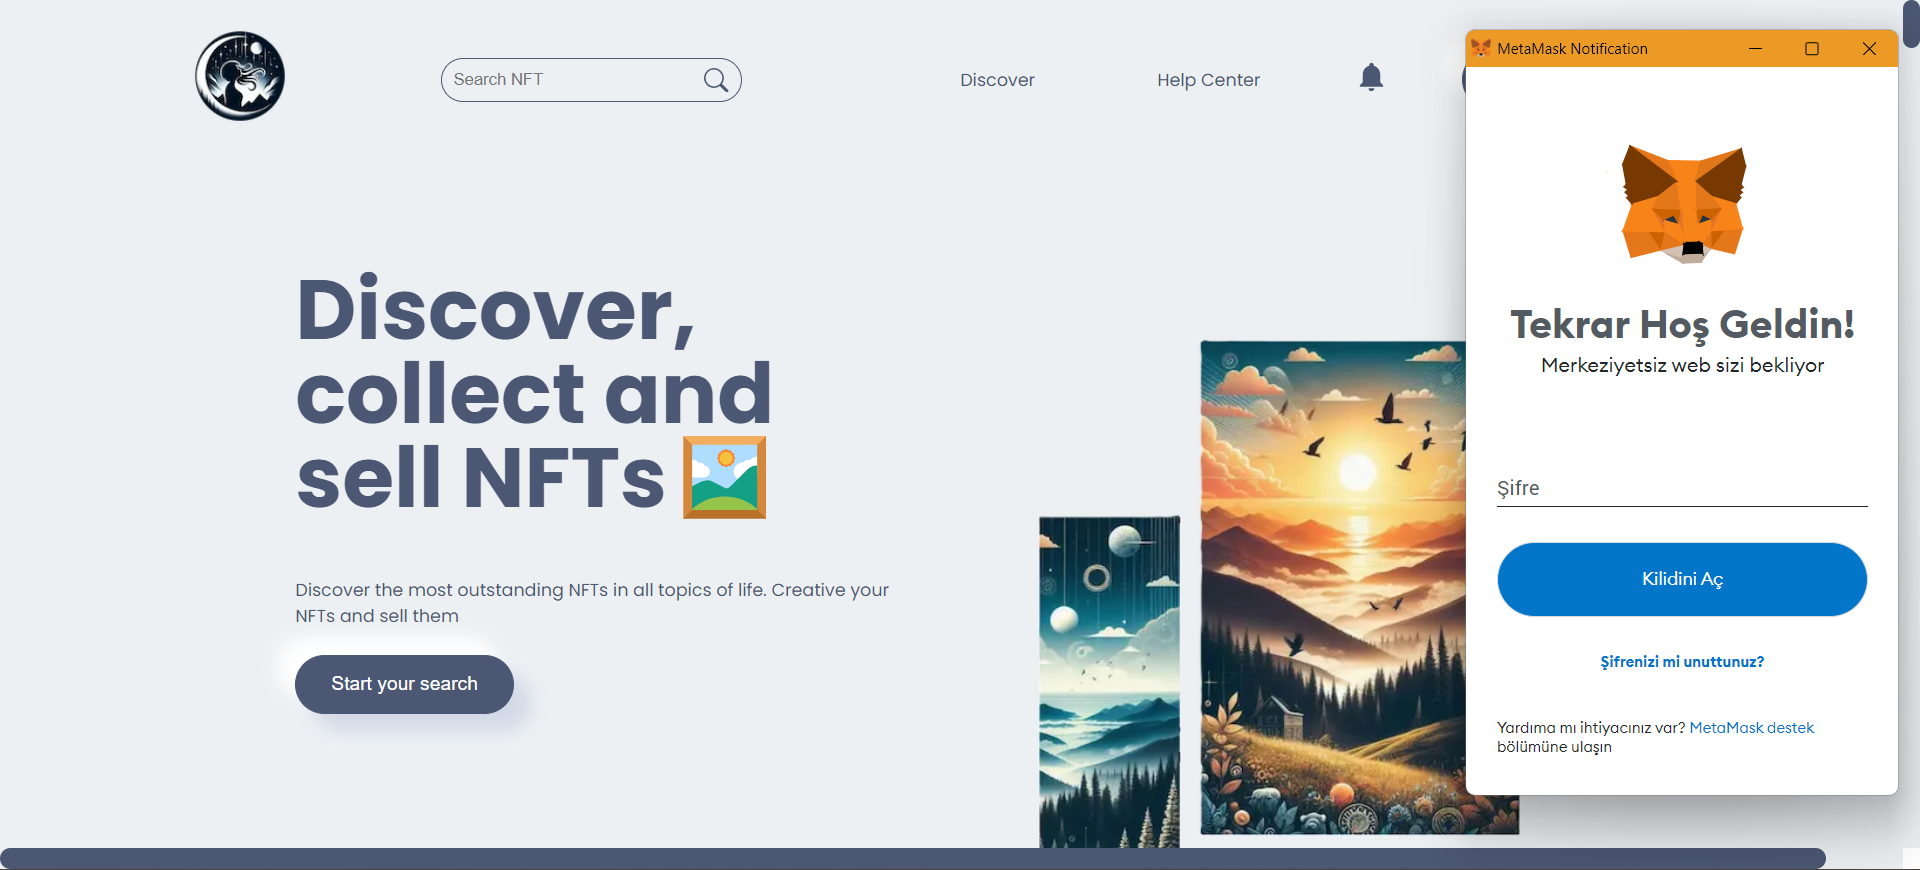 Search NFT
Discover
Help Center
Discover,
collect and
sell NFTs
Discover the most outstanding NFTs in all topics of life. Creative your
NFTs and sell them
Start your search
MetaMask Notification
Tekrar Hoş Geldin!
Merkeziyetsiz web sizi bekliyor
Şifre
Kilidini Aç
Şifrenizi mi unuttunuz?
Yardıma mı ihtiyacınız var? MetaMask destek
bölümüne ulaşın